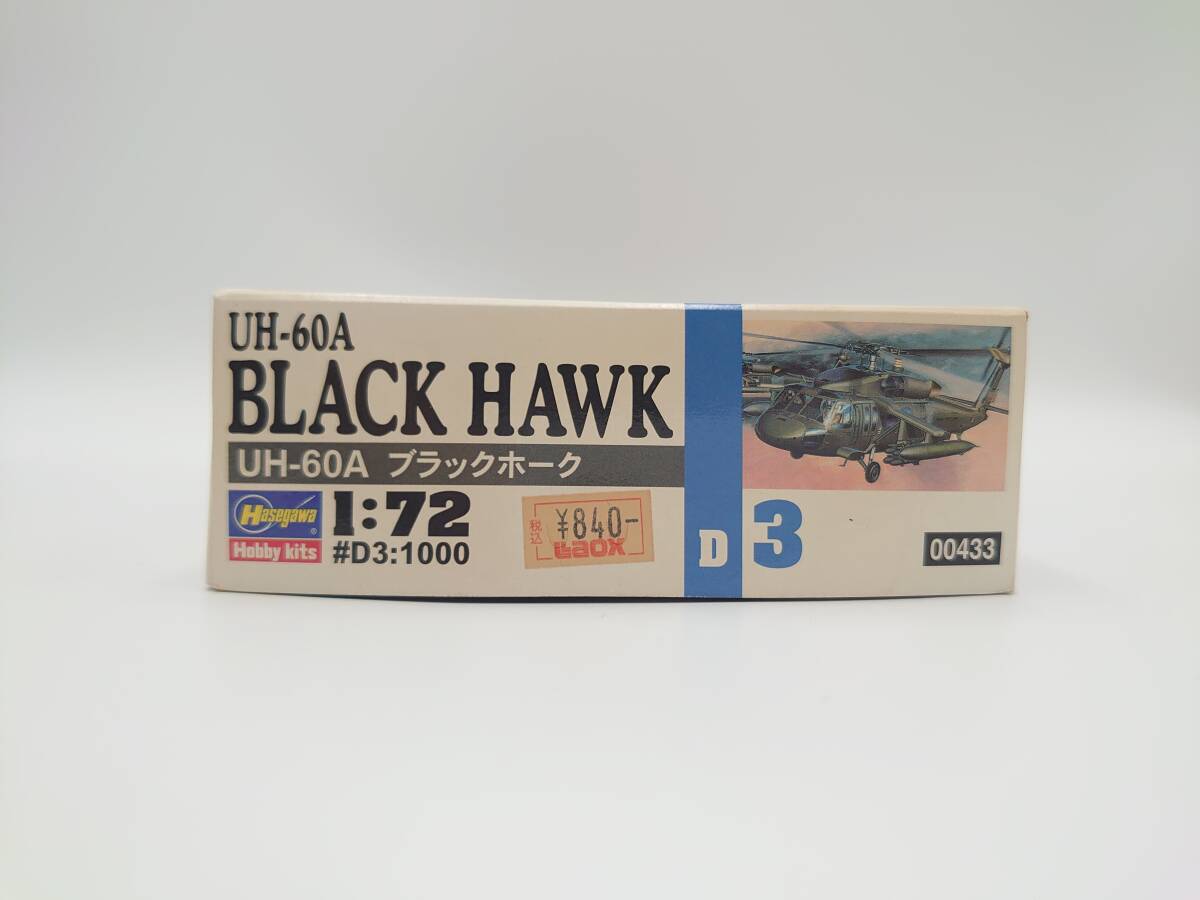 UH-60A
BLACK HAWK
UH-60A ブラックホーク
Hasegawa ®
Hobby kits
1:72
#D3:1000
税込 ¥840-
Laox
D 3
00433